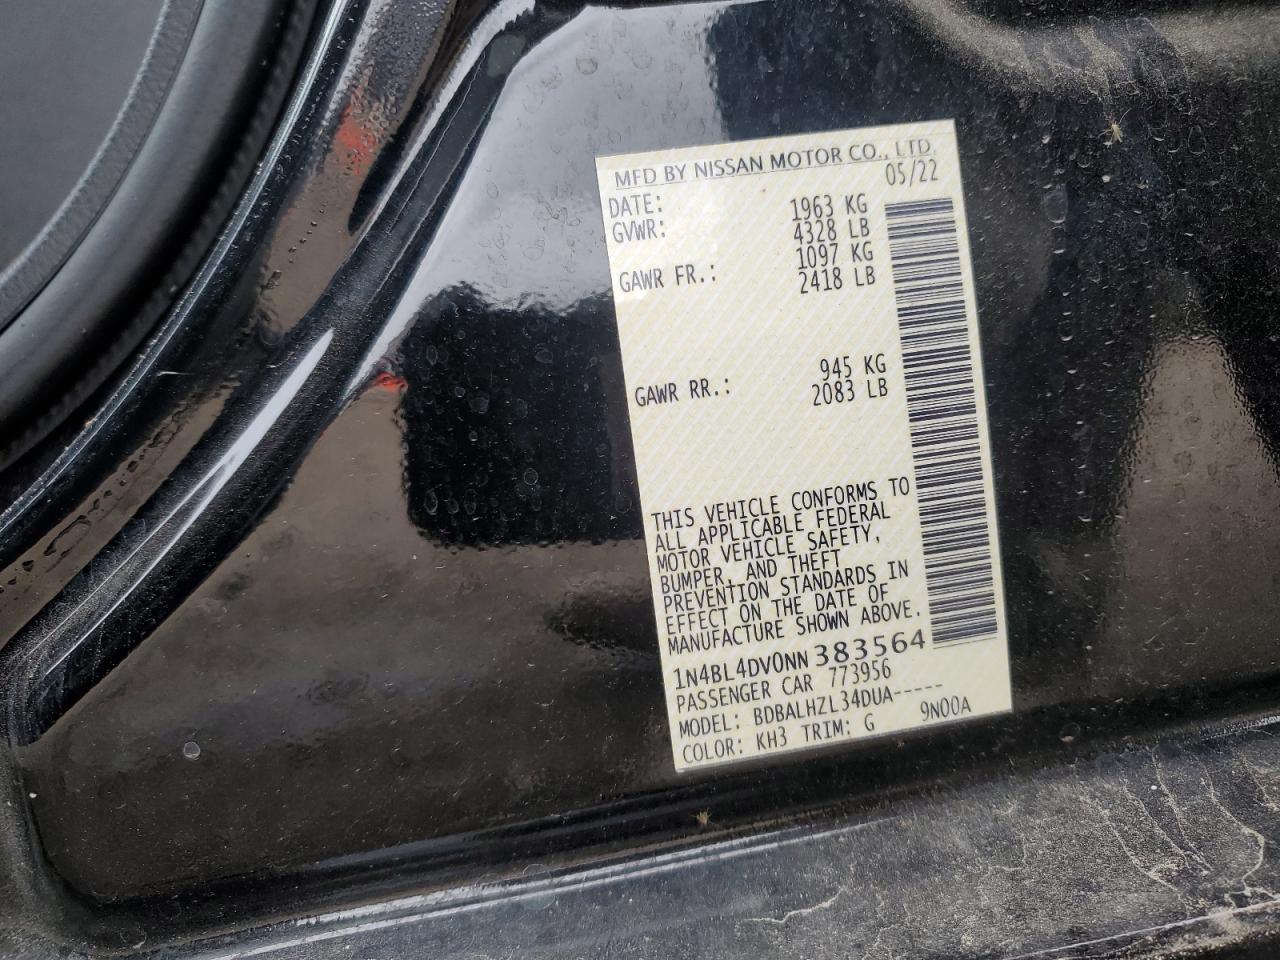 MFD BY NISSAN MOTOR CO., LTD.
DATE: 05/22
GVWR: 1963 KG
4328 LB
GAWR FR.: 1097 KG
2418 LB
GAWR RR.: 945 KG
2083 LB
THIS VEHICLE CONFORMS TO
ALL APPLICABLE FEDERAL
MOTOR VEHICLE SAFETY,
BUMPER, AND THEFT
PREVENTION STANDARDS IN
EFFECT ON THE DATE OF
MANUFACTURE SHOWN ABOVE.
1N4BL4DV0NN383564
PASSENGER CAR 773956
MODEL: BDBALHZL34DUA-----
COLOR: KH3 TRIM: G 9N00A